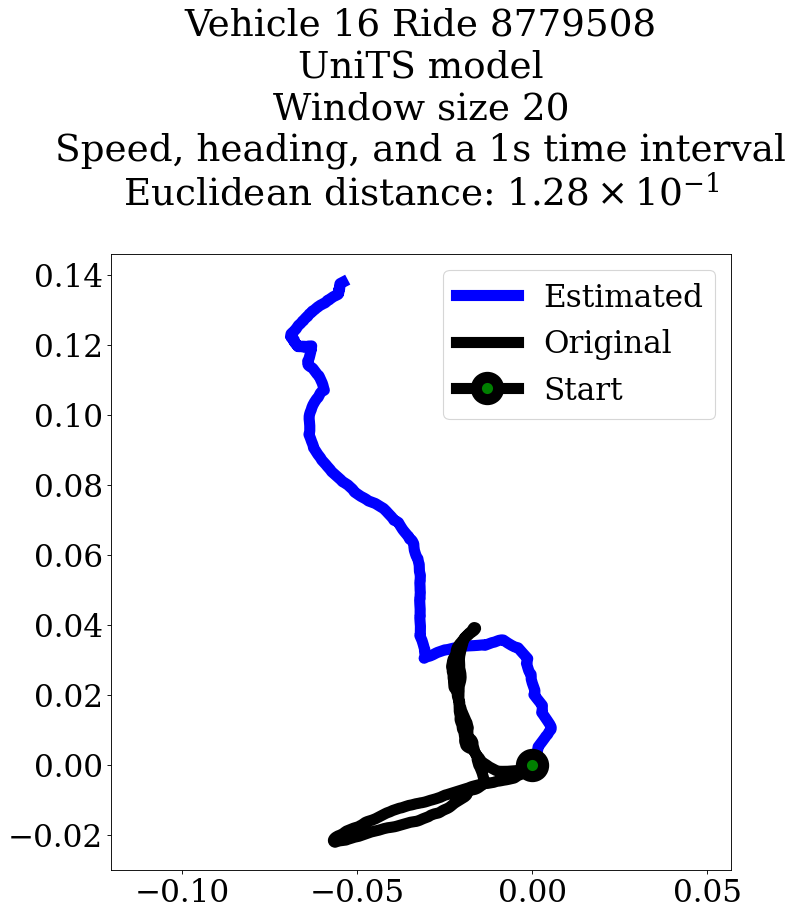 Vehicle 16 Ride 8779508
UniTS model
Window size 20
Speed, heading, and a 1s time interval
Euclidean distance: 1.28 × 10⁻¹
Estimated
Original
Start
0.14
0.12
0.10
0.08
0.06
0.04
0.02
0.00
−0.02
−0.10
−0.05
0.00
0.05